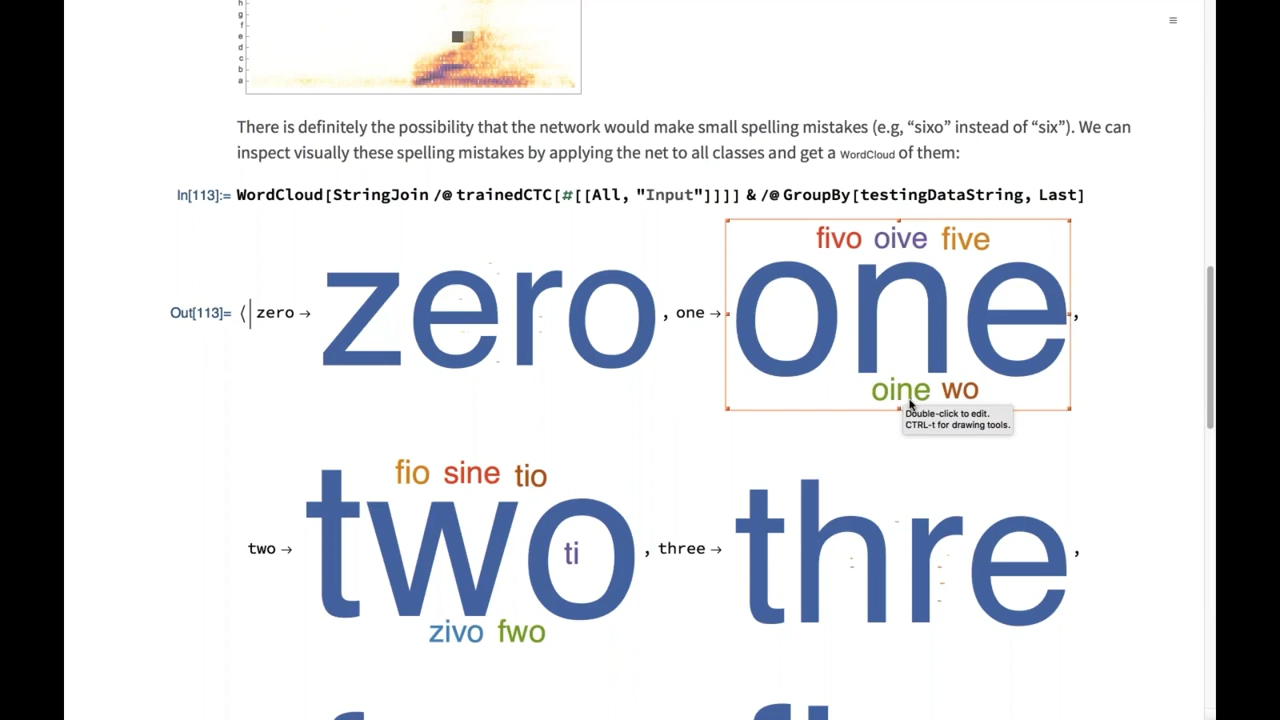 h
g
f
e
d
c
b
a
There is definitely the possibility that the network would make small spelling mistakes (e.g, “sixo” instead of “six”). We can
inspect visually these spelling mistakes by applying the net to all classes and get a WordCloud of them:
In[113]:= WordCloud[StringJoin /@ trainedCTC[#[[All, "Input"]]]] & /@ GroupBy[testingDataString, Last]
fivo oive five
Out[113]= ⟨| zero → zero , one → one ,
oine wo
Double-click to edit.
CTRL-t for drawing tools.
fio sine tio
two → two , three → thre ,
ti
zivo fwo